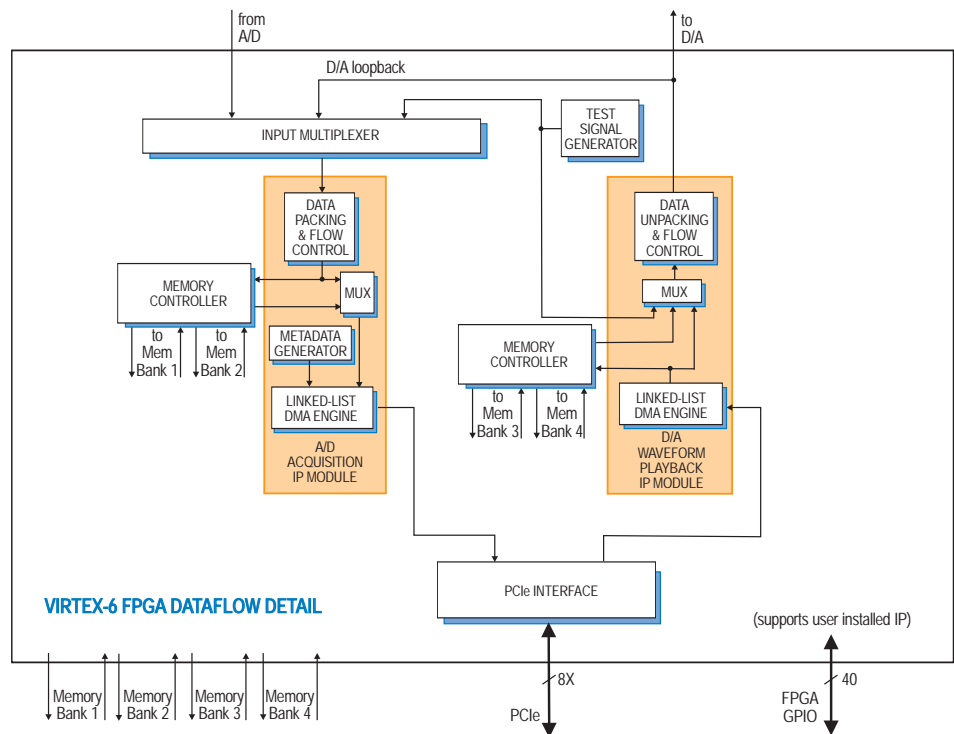 from
A/D
to
D/A
D/A loopback
INPUT MULTIPLEXER
TEST
SIGNAL
GENERATOR
DATA
PACKING
& FLOW
CONTROL
DATA
UNPACKING
& FLOW
CONTROL
MEMORY
CONTROLLER
MUX
MUX
to
Mem
Bank 1
to
Mem
Bank 2
METADATA
GENERATOR
MEMORY
CONTROLLER
to
Mem
Bank 3
to
Mem
Bank 4
LINKED-LIST
DMA ENGINE
LINKED-LIST
DMA ENGINE
A/D
ACQUISITION
IP MODULE
D/A
WAVEFORM
PLAYBACK
IP MODULE
PCIe INTERFACE
VIRTEX-6 FPGA DATAFLOW DETAIL
(supports user installed IP)
Memory
Bank 1
Memory
Bank 2
Memory
Bank 3
Memory
Bank 4
8X
PCIe
40
FPGA
GPIO